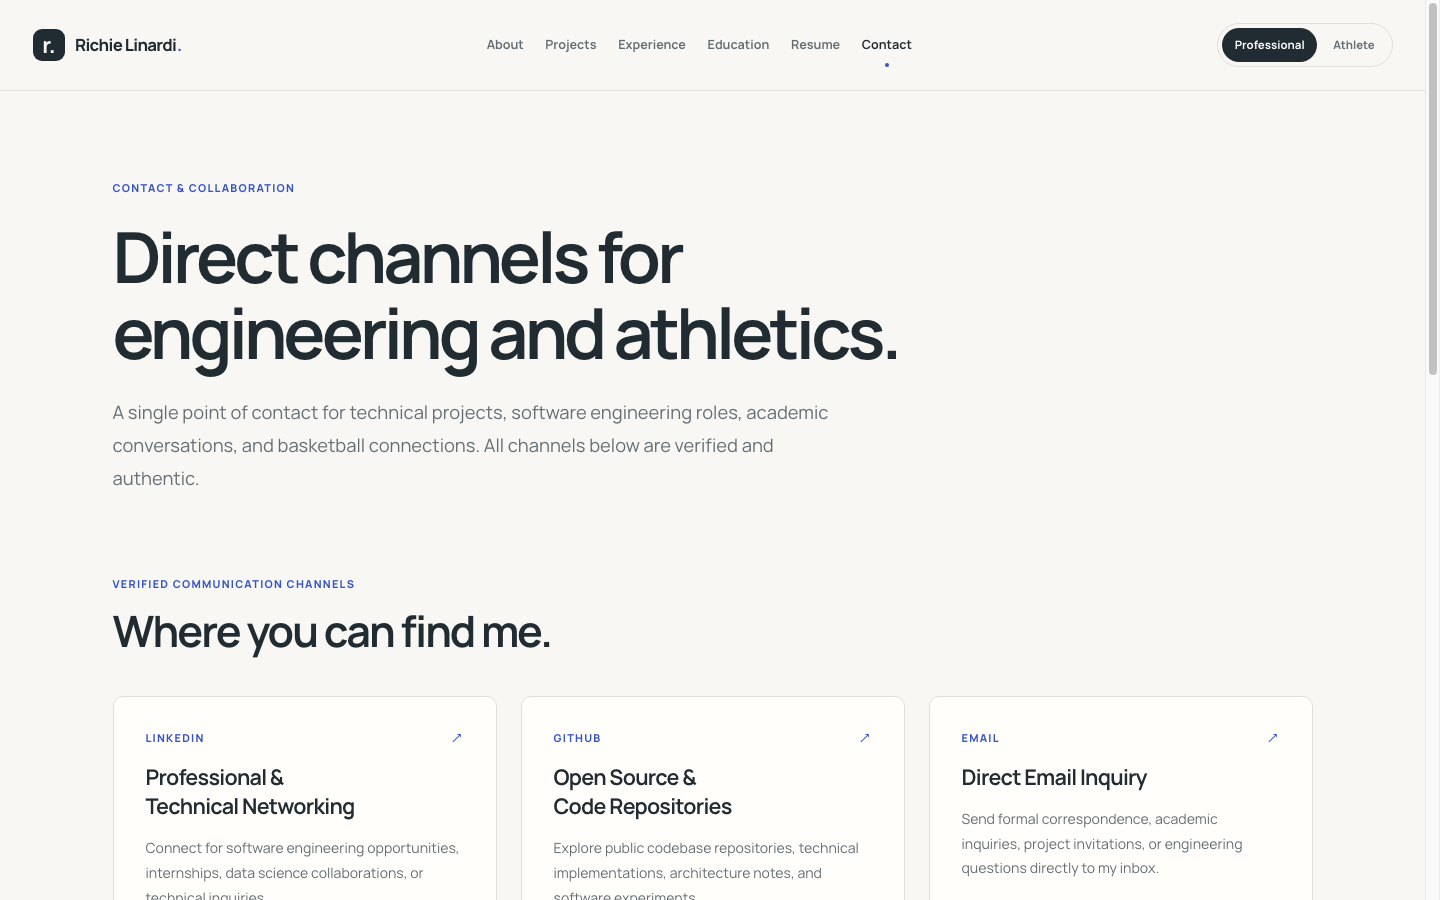 r.
Richie Linardi.
About
Projects
Experience
Education
Resume
Contact
Professional
Athlete
CONTACT & COLLABORATION
Direct channels for
engineering and athletics.
A single point of contact for technical projects, software engineering roles, academic
conversations, and basketball connections. All channels below are verified and
authentic.
VERIFIED COMMUNICATION CHANNELS
Where you can find me.
LINKEDIN ↗
Professional &
Technical Networking
Connect for software engineering opportunities,
internships, data science collaborations, or
technical inquiries.
GITHUB ↗
Open Source &
Code Repositories
Explore public codebase repositories, technical
implementations, architecture notes, and
software experiments.
EMAIL ↗
Direct Email Inquiry
Send formal correspondence, academic
inquiries, project invitations, or engineering
questions directly to my inbox.